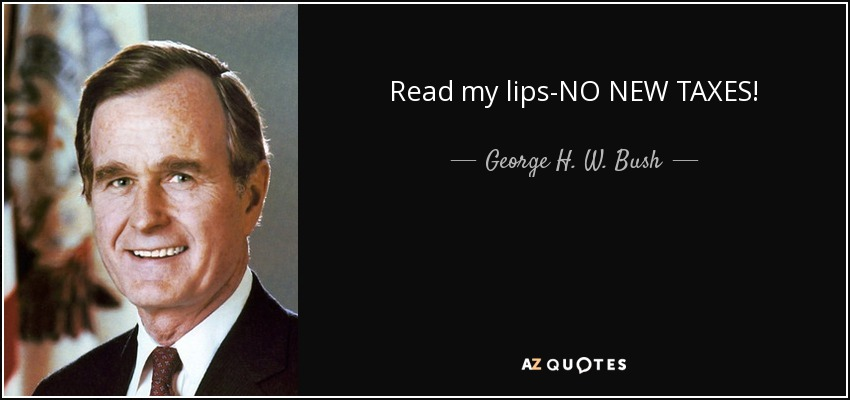 Read my lips-NO NEW TAXES!
George H. W. Bush
AZ QUOTES